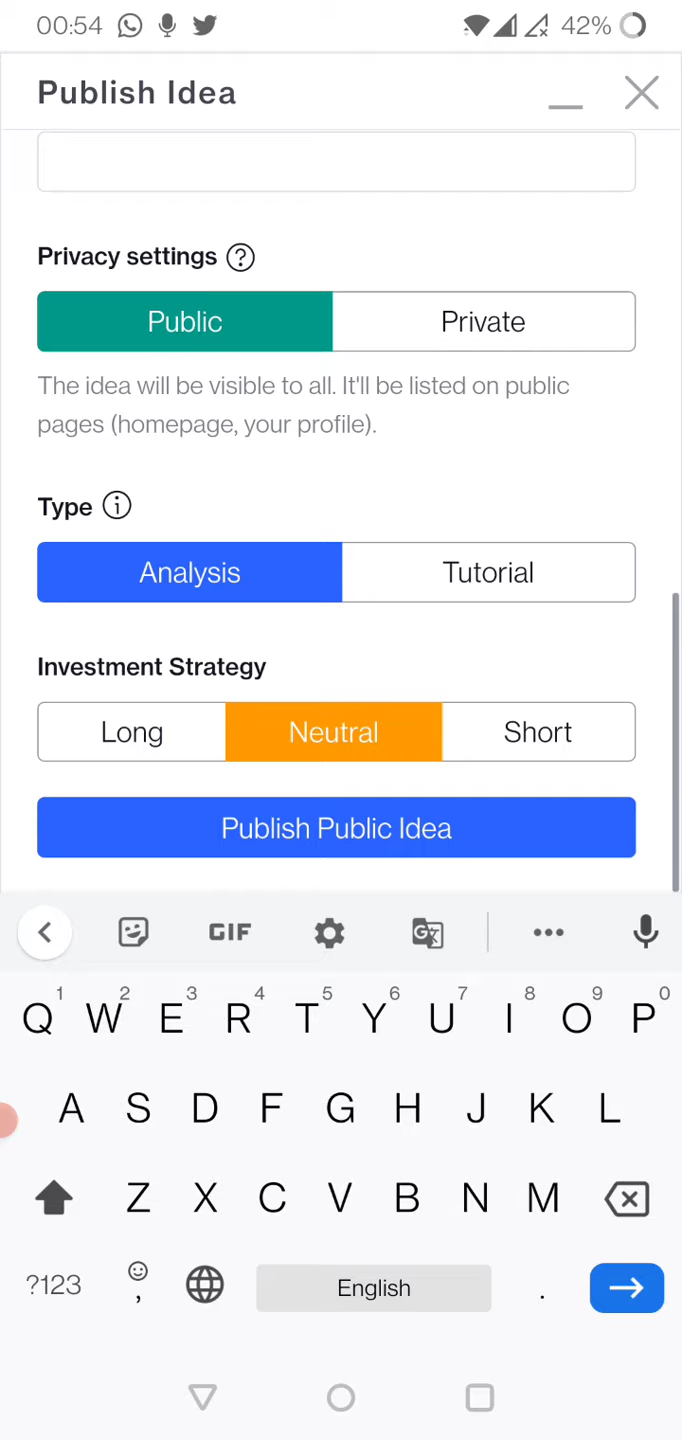 00:54 42%
Publish Idea
Privacy settings ?
Public Private
The idea will be visible to all. It'll be listed on public
pages (homepage, your profile).
Type i
Analysis Tutorial
Investment Strategy
Long Neutral Short
Publish Public Idea
GIF
1 2 3 4 5 6 7 8 9 0
Q W E R T Y U I O P
A S D F G H J K L
Z X C V B N M
?123 , English .